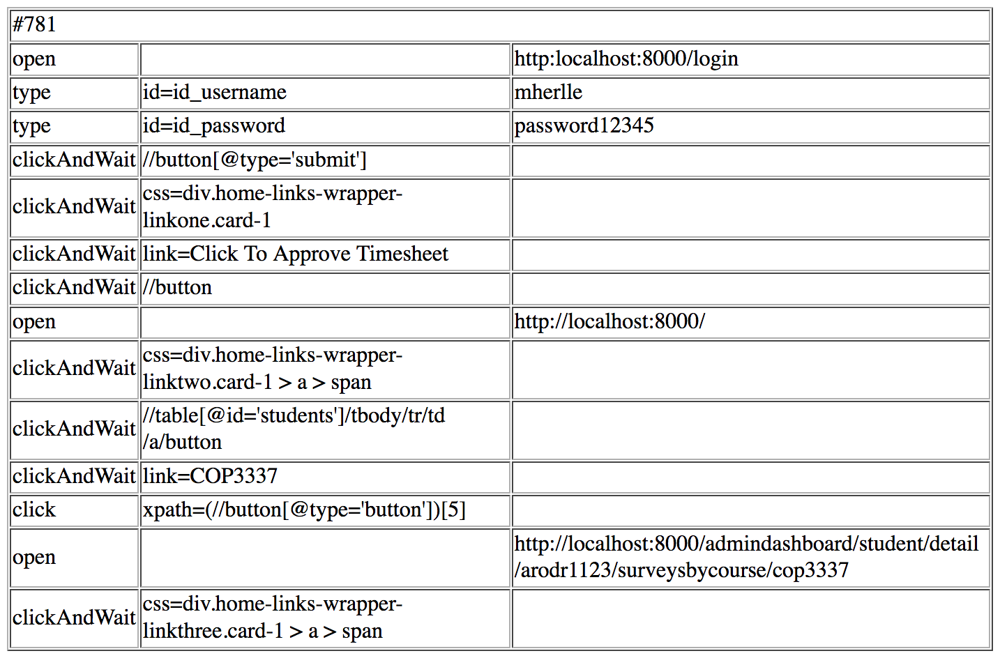 #781
open http:localhost:8000/login
type id=id_username mherlle
type id=id_password password12345
clickAndWait //button[@type='submit']
clickAndWait css=div.home-links-wrapper-
linkone.card-1
clickAndWait link=Click To Approve Timesheet
clickAndWait //button
open http://localhost:8000/
clickAndWait css=div.home-links-wrapper-
linktwo.card-1 > a > span
clickAndWait //table[@id='students']/tbody/tr/td
/a/button
clickAndWait link=COP3337
click xpath=(//button[@type='button'])[5]
open http://localhost:8000/admindashboard/student/detail
/arodr1123/surveysbycourse/cop3337
clickAndWait css=div.home-links-wrapper-
linkthree.card-1 > a > span